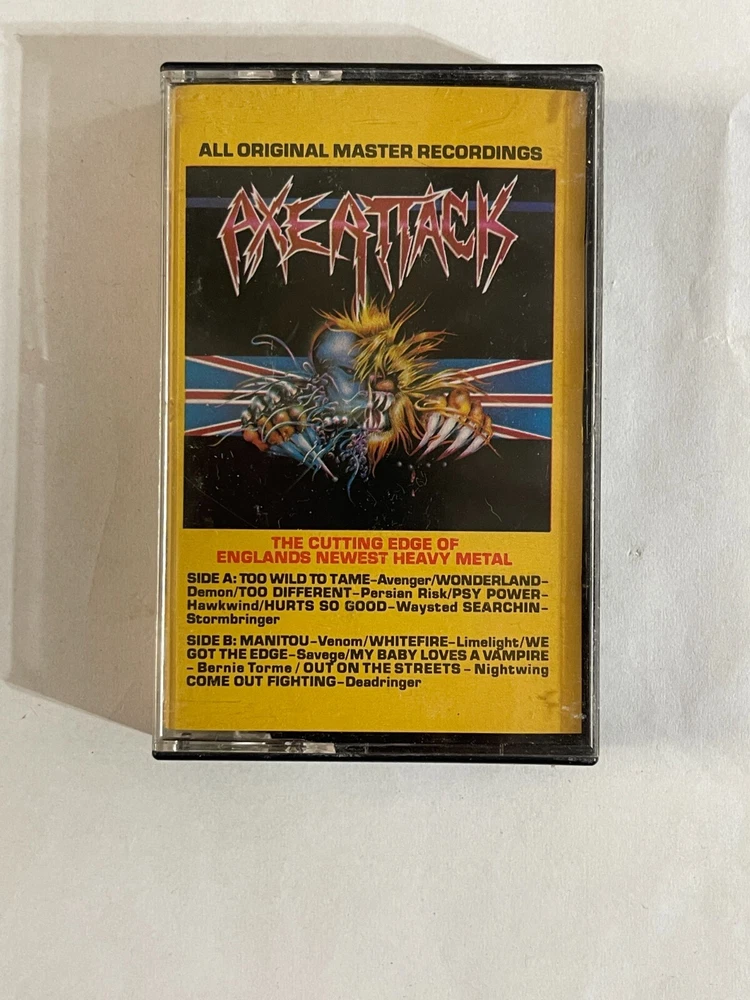 ALL ORIGINAL MASTER RECORDINGS
AXE ATTACK
THE CUTTING EDGE OF
ENGLANDS NEWEST HEAVY METAL
SIDE A: TOO WILD TO TAME–Avenger/WONDERLAND–
Demon/TOO DIFFERENT–Persian Risk/PSY POWER–
Hawkwind/HURTS SO GOOD–Waysted SEARCHIN–
Stormbringer
SIDE B: MANITOU–Venom/WHITEFIRE–Limelight/WE
GOT THE EDGE–Savege/MY BABY LOVES A VAMPIRE
– Bernie Torme / OUT ON THE STREETS – Nightwing
COME OUT FIGHTING–Deadringer